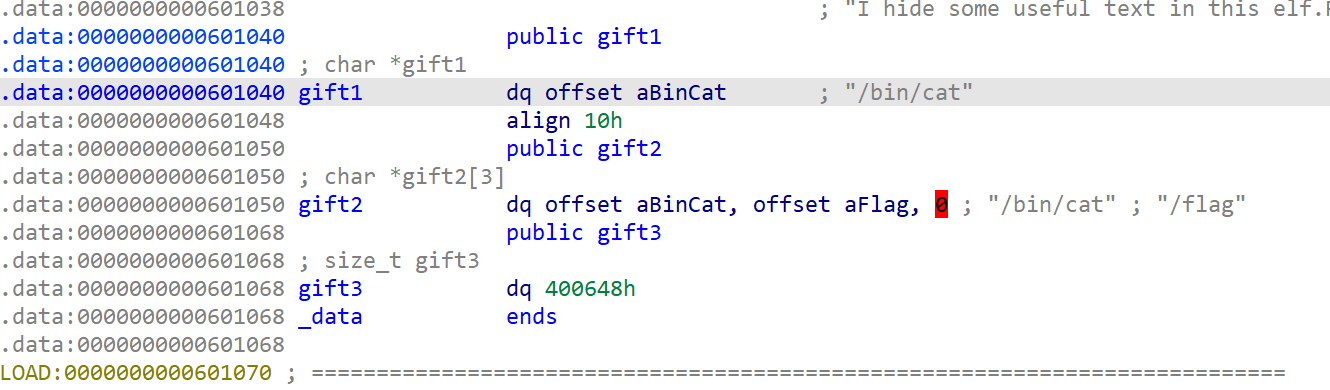 .data:0000000000601038 ; "I hide some useful text in this elf.
.data:0000000000601040 public gift1
.data:0000000000601040 ; char *gift1
.data:0000000000601040 gift1 dq offset aBinCat ; "/bin/cat"
.data:0000000000601048 align 10h
.data:0000000000601050 public gift2
.data:0000000000601050 ; char *gift2[3]
.data:0000000000601050 gift2 dq offset aBinCat, offset aFlag, 0 ; "/bin/cat" ; "/flag"
.data:0000000000601068 public gift3
.data:0000000000601068 ; size_t gift3
.data:0000000000601068 gift3 dq 400648h
.data:0000000000601068 _data ends
.data:0000000000601068
LOAD:0000000000601070 ; ===========================================================================